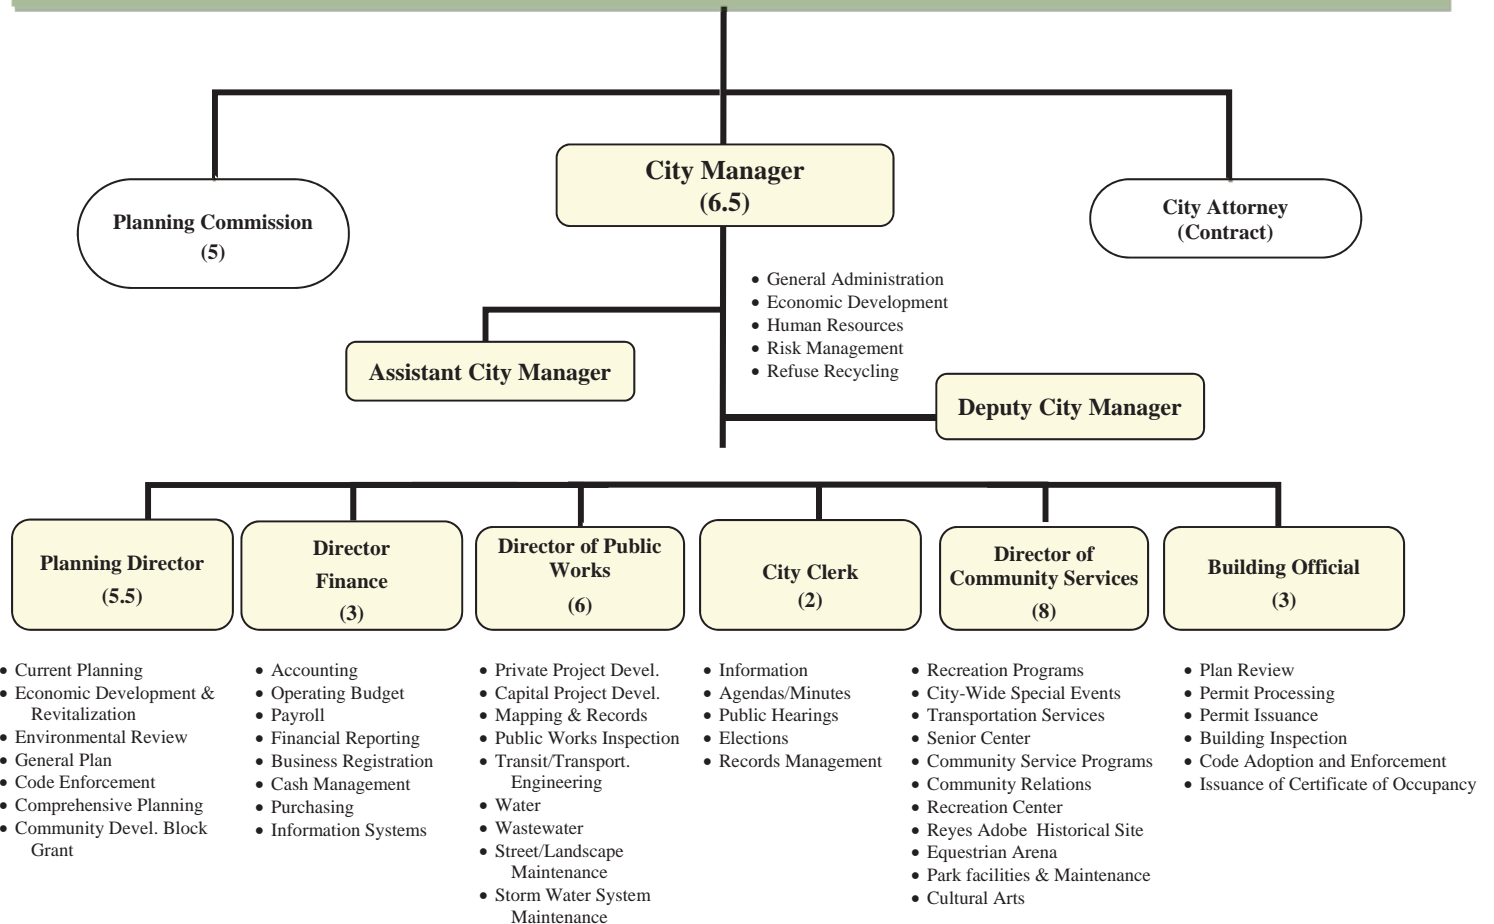 City Manager
(6.5)
Planning Commission
(5)
City Attorney
(Contract)
• General Administration
• Economic Development
• Human Resources
• Risk Management
• Refuse Recycling
Assistant City Manager
Deputy City Manager
Planning Director
(5.5)
Director
Finance
(3)
Director of Public
Works
(6)
City Clerk
(2)
Director of
Community Services
(8)
Building Official
(3)
• Current Planning
• Economic Development &
Revitalization
• Environmental Review
• General Plan
• Code Enforcement
• Comprehensive Planning
• Community Devel. Block
Grant
• Accounting
• Operating Budget
• Payroll
• Financial Reporting
• Business Registration
• Cash Management
• Purchasing
• Information Systems
• Private Project Devel.
• Capital Project Devel.
• Mapping & Records
• Public Works Inspection
• Transit/Transport.
Engineering
• Water
• Wastewater
• Street/Landscape
Maintenance
• Storm Water System
Maintenance
• Information
• Agendas/Minutes
• Public Hearings
• Elections
• Records Management
• Recreation Programs
• City-Wide Special Events
• Transportation Services
• Senior Center
• Community Service Programs
• Community Relations
• Recreation Center
• Reyes Adobe Historical Site
• Equestrian Arena
• Park facilities & Maintenance
• Cultural Arts
• Plan Review
• Permit Processing
• Permit Issuance
• Building Inspection
• Code Adoption and Enforcement
• Issuance of Certificate of Occupancy